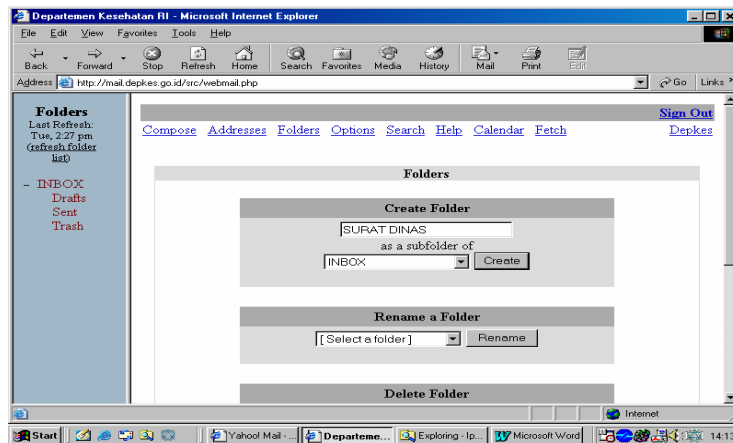 Departemen Kesehatan RI - Microsoft Internet Explorer
File Edit View Favorites Tools Help
Back Forward Stop Refresh Home Search Favorites Media History Mail Print Edit
Address http://mail.depkes.go.id/src/webmail.php Go Links »
Folders
Last Refresh:
Tue, 2:27 pm
(refresh folder
list)
– INBOX
Drafts
Sent
Trash
Sign Out
Compose Addresses Folders Options Search Help Calendar Fetch Depkes
Folders
Create Folder
SURAT DINAS
as a subfolder of
INBOX Create
Rename a Folder
[ Select a folder ] Rename
Delete Folder
Internet
Start Yahoo! Mail - ... Departeme... Exploring - Ip... Microsoft Word 14:13